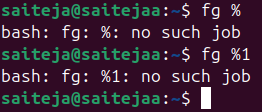 saiteja@saitejaa:~$ fg %
bash: fg: %: no such job
saiteja@saitejaa:~$ fg %1
bash: fg: %1: no such job
saiteja@saitejaa:~$